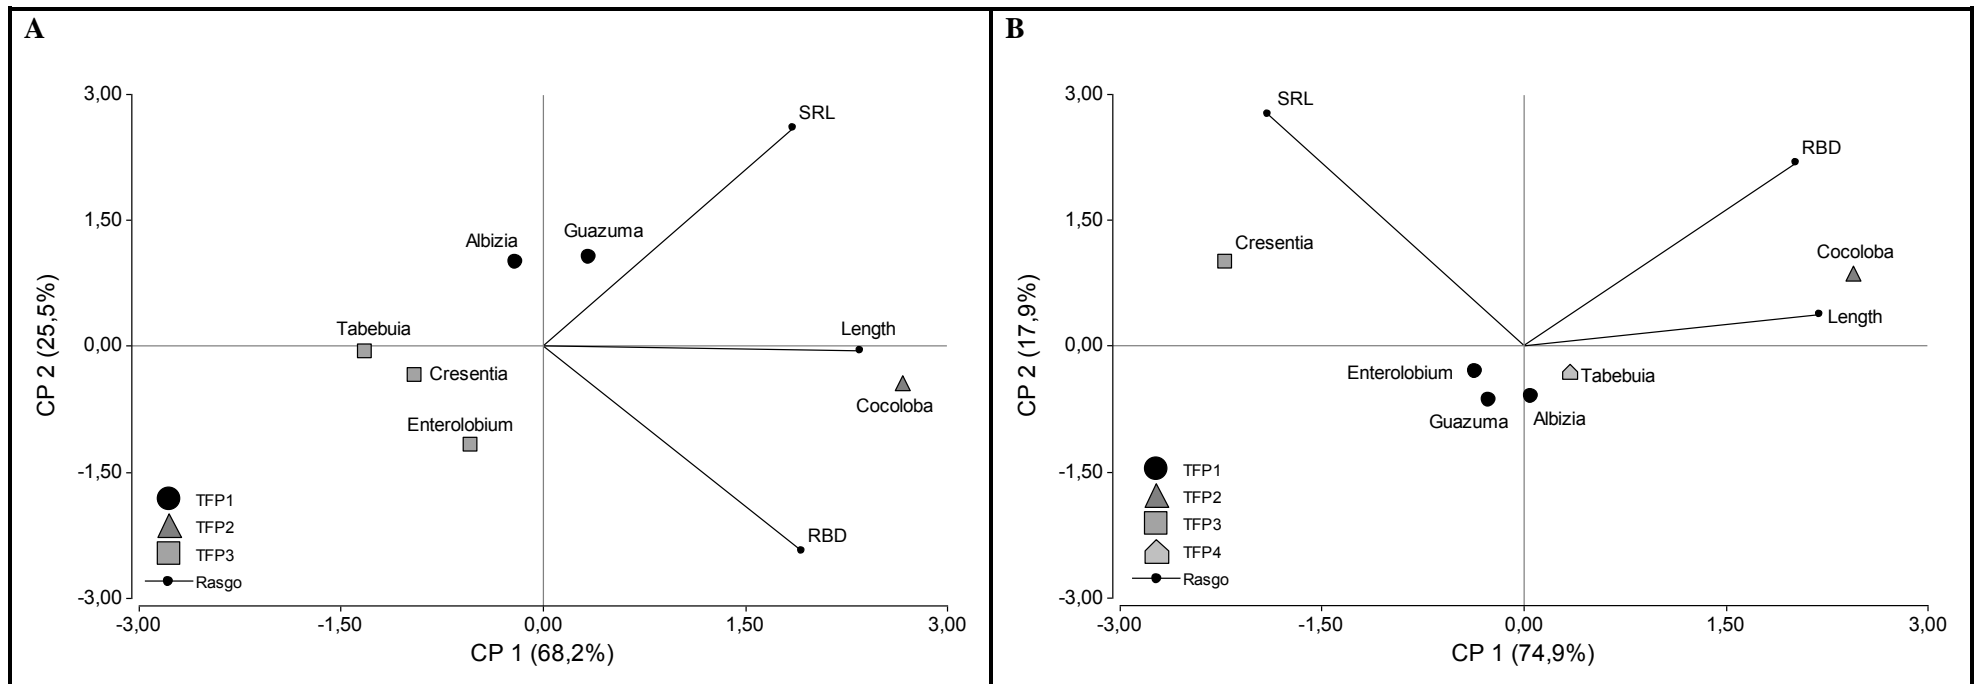 A
3,00
SRL
1,50
Albizia
Guazuma
Tabebuia
Length
0,00
Cresentia
Cocoloba
Enterolobium
-1,50
TFP1
RBD
TFP2
TFP3
Rasgo
-3,00
-3,00 -1,50 0,00 1,50 3,00
CP 1 (68,2%)
CP 2 (25,5%)
B
3,00
SRL
RBD
1,50
Cresentia
Cocoloba
Length
0,00
Enterolobium
Tabebuia
Guazuma
Albizia
-1,50
TFP1
TFP2
TFP3
TFP4
Rasgo
-3,00
-3,00 -1,50 0,00 1,50 3,00
CP 1 (74,9%)
CP 2 (17,9%)